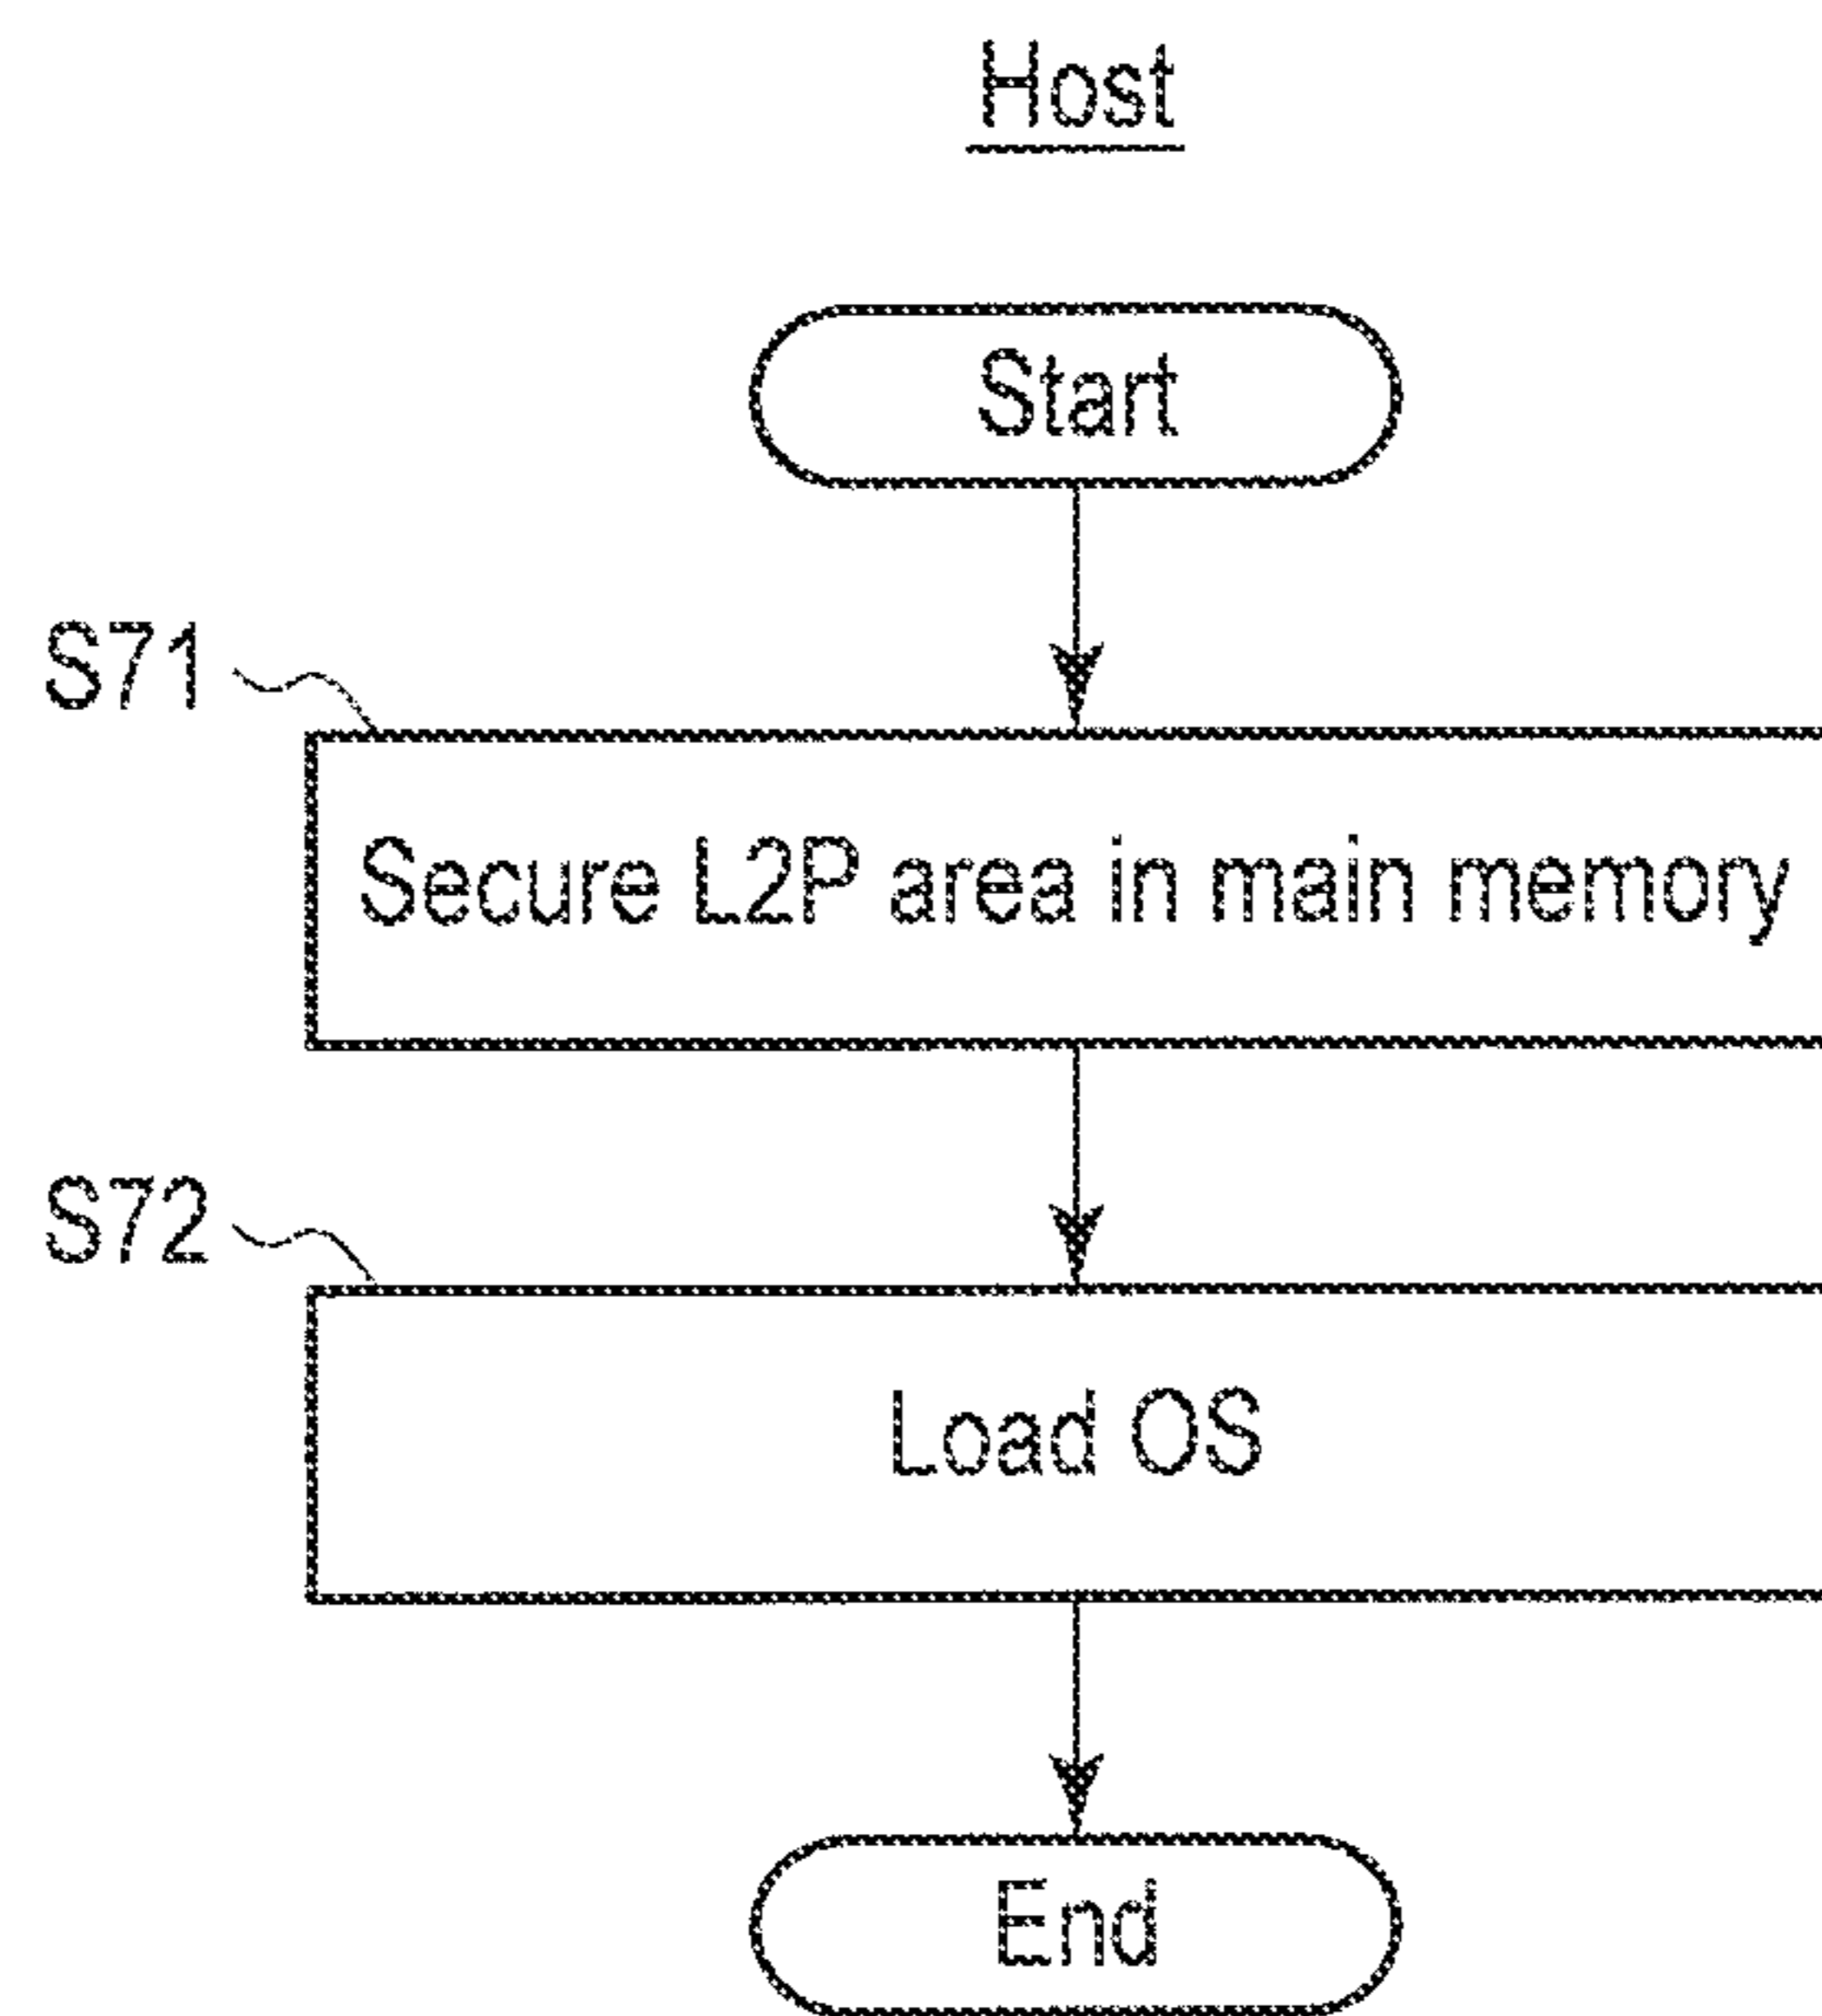 Host
Start
S71
Secure L2P area in main memory
S72
Load OS
End